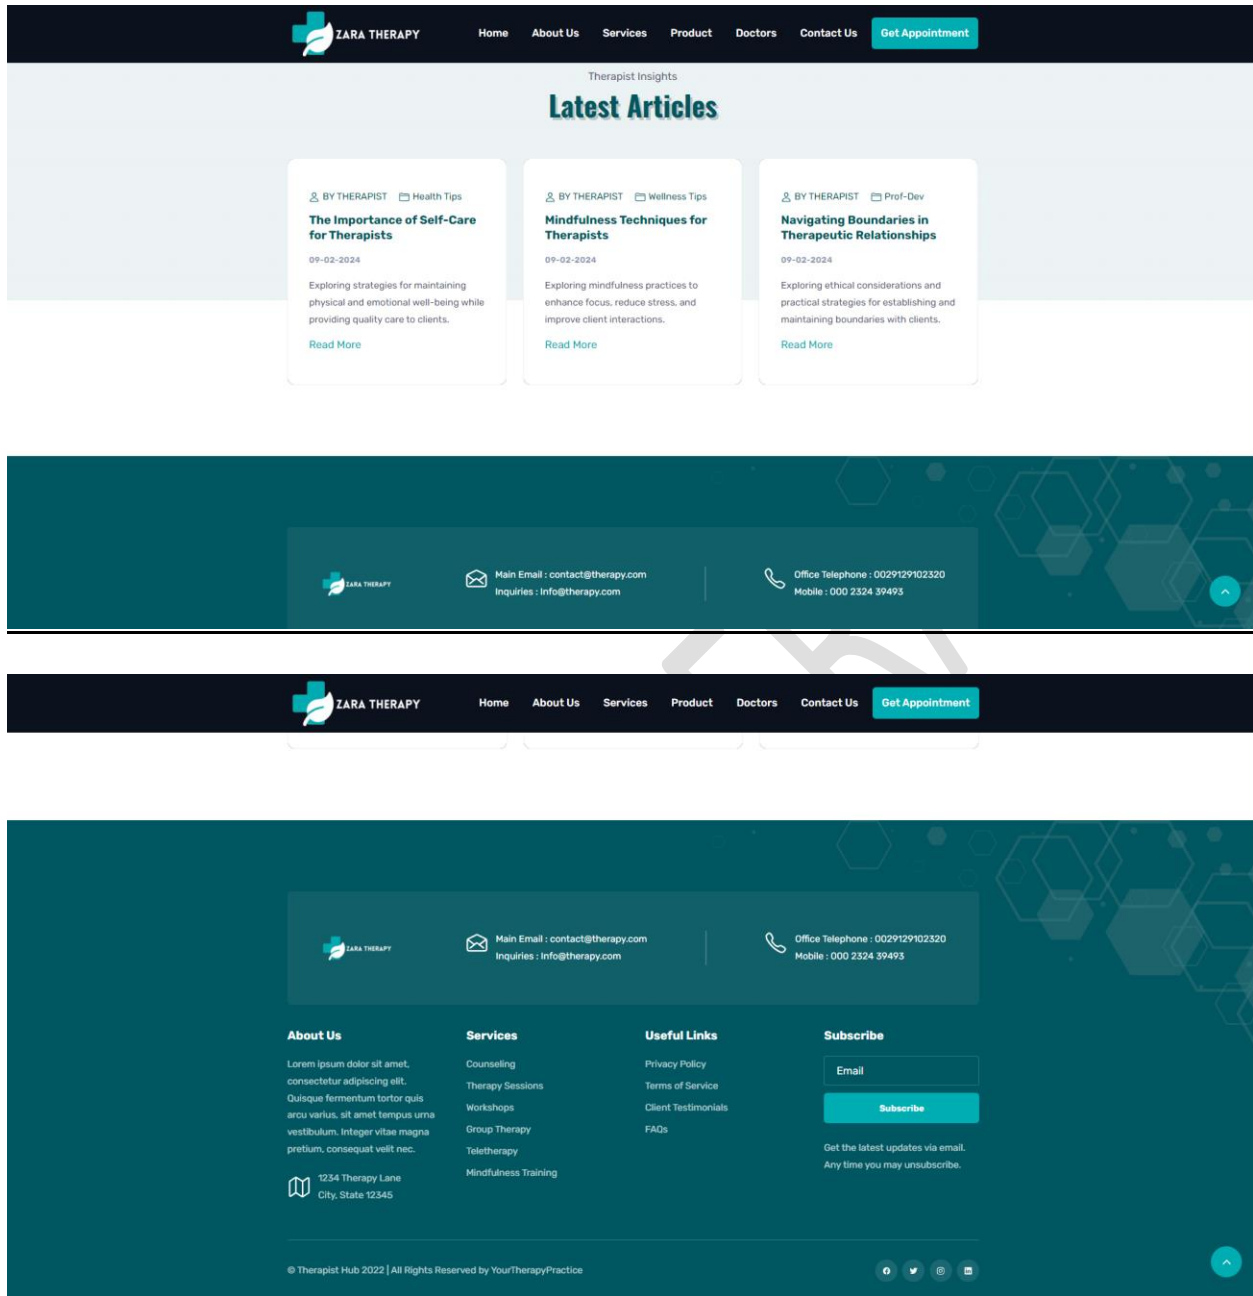 ZARA THERAPY
Home About Us Services Product Doctors Contact Us Get Appointment
Therapist Insights
Latest Articles
BY THERAPIST Health Tips
The Importance of Self-Care
for Therapists
09-02-2024
Exploring strategies for maintaining
physical and emotional well-being while
providing quality care to clients.
Read More
BY THERAPIST Wellness Tips
Mindfulness Techniques for
Therapists
09-02-2024
Exploring mindfulness practices to
enhance focus, reduce stress, and
improve client interactions.
Read More
BY THERAPIST Prof-Dev
Navigating Boundaries in
Therapeutic Relationships
09-02-2024
Exploring ethical considerations and
practical strategies for establishing and
maintaining boundaries with clients.
Read More
ZARA THERAPY
Main Email : contact@therapy.com
Inquiries : Info@therapy.com
Office Telephone : 0029129102320
Mobile : 000 2324 39493
ZARA THERAPY
Home About Us Services Product Doctors Contact Us Get Appointment
ZARA THERAPY
Main Email : contact@therapy.com
Inquiries : Info@therapy.com
Office Telephone : 0029129102320
Mobile : 000 2324 39493
About Us
Lorem ipsum dolor sit amet,
consectetur adipiscing elit.
Quisque fermentum tortor quis
arcu varius, sit amet tempus urna
vestibulum. Integer vitae magna
pretium, consequat velit nec.
1234 Therapy Lane
City, State 12345
Services
Counseling
Therapy Sessions
Workshops
Group Therapy
Teletherapy
Mindfulness Training
Useful Links
Privacy Policy
Terms of Service
Client Testimonials
FAQs
Subscribe
Email
Subscribe
Get the latest updates via email.
Any time you may unsubscribe.
© Therapist Hub 2022 | All Rights Reserved by YourTherapyPractice